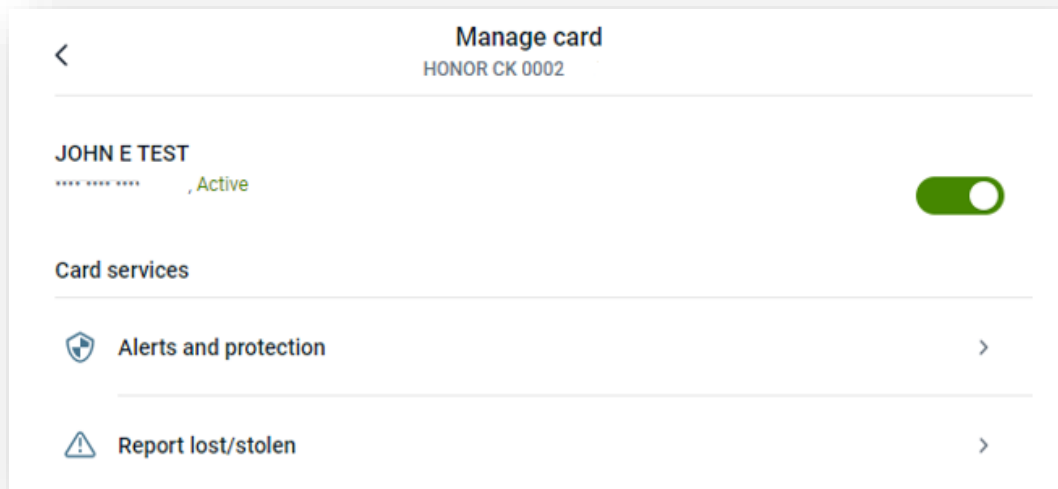 Manage card
HONOR CK 0002
JOHN E TEST
•••• •••• •••• , Active
Card services
Alerts and protection
Report lost/stolen